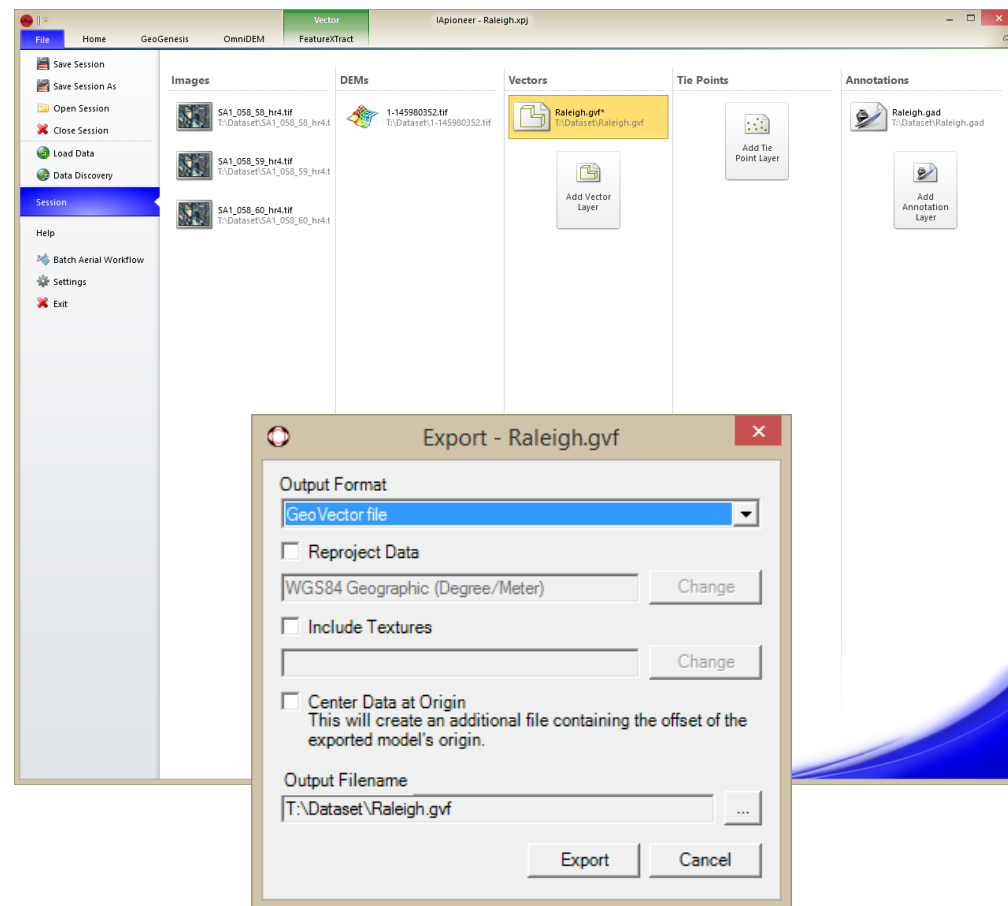 IAp
Vector
IApioneer - Raleigh.xpj
File Home GeoGenesis OmniDEM FeatureXTract
Save Session
Save Session As
Open Session
Close Session
Load Data
Data Discovery
Session
Help
Batch Aerial Workflow
Settings
Exit
Images
SA1_058_58_hr4.tif
T:\Dataset\SA1_058_58_hr4.t
SA1_058_59_hr4.tif
T:\Dataset\SA1_058_59_hr4.t
SA1_058_60_hr4.tif
T:\Dataset\SA1_058_60_hr4.t
DEMs
1-145980352.tif
T:\Dataset\1-145980352.tif
Vectors
Raleigh.gvf*
T:\Dataset\Raleigh.gvf
Add Vector
Layer
Tie Points
Add Tie
Point Layer
Annotations
Raleigh.gad
T:\Dataset\Raleigh.gad
Add
Annotation
Layer
Export - Raleigh.gvf
Output Format
GeoVector file
Reproject Data
WGS84 Geographic (Degree/Meter)
Change
Include Textures
Change
Center Data at Origin
This will create an additional file containing the offset of the
exported model's origin.
Output Filename
T:\Dataset\Raleigh.gvf
...
Export
Cancel